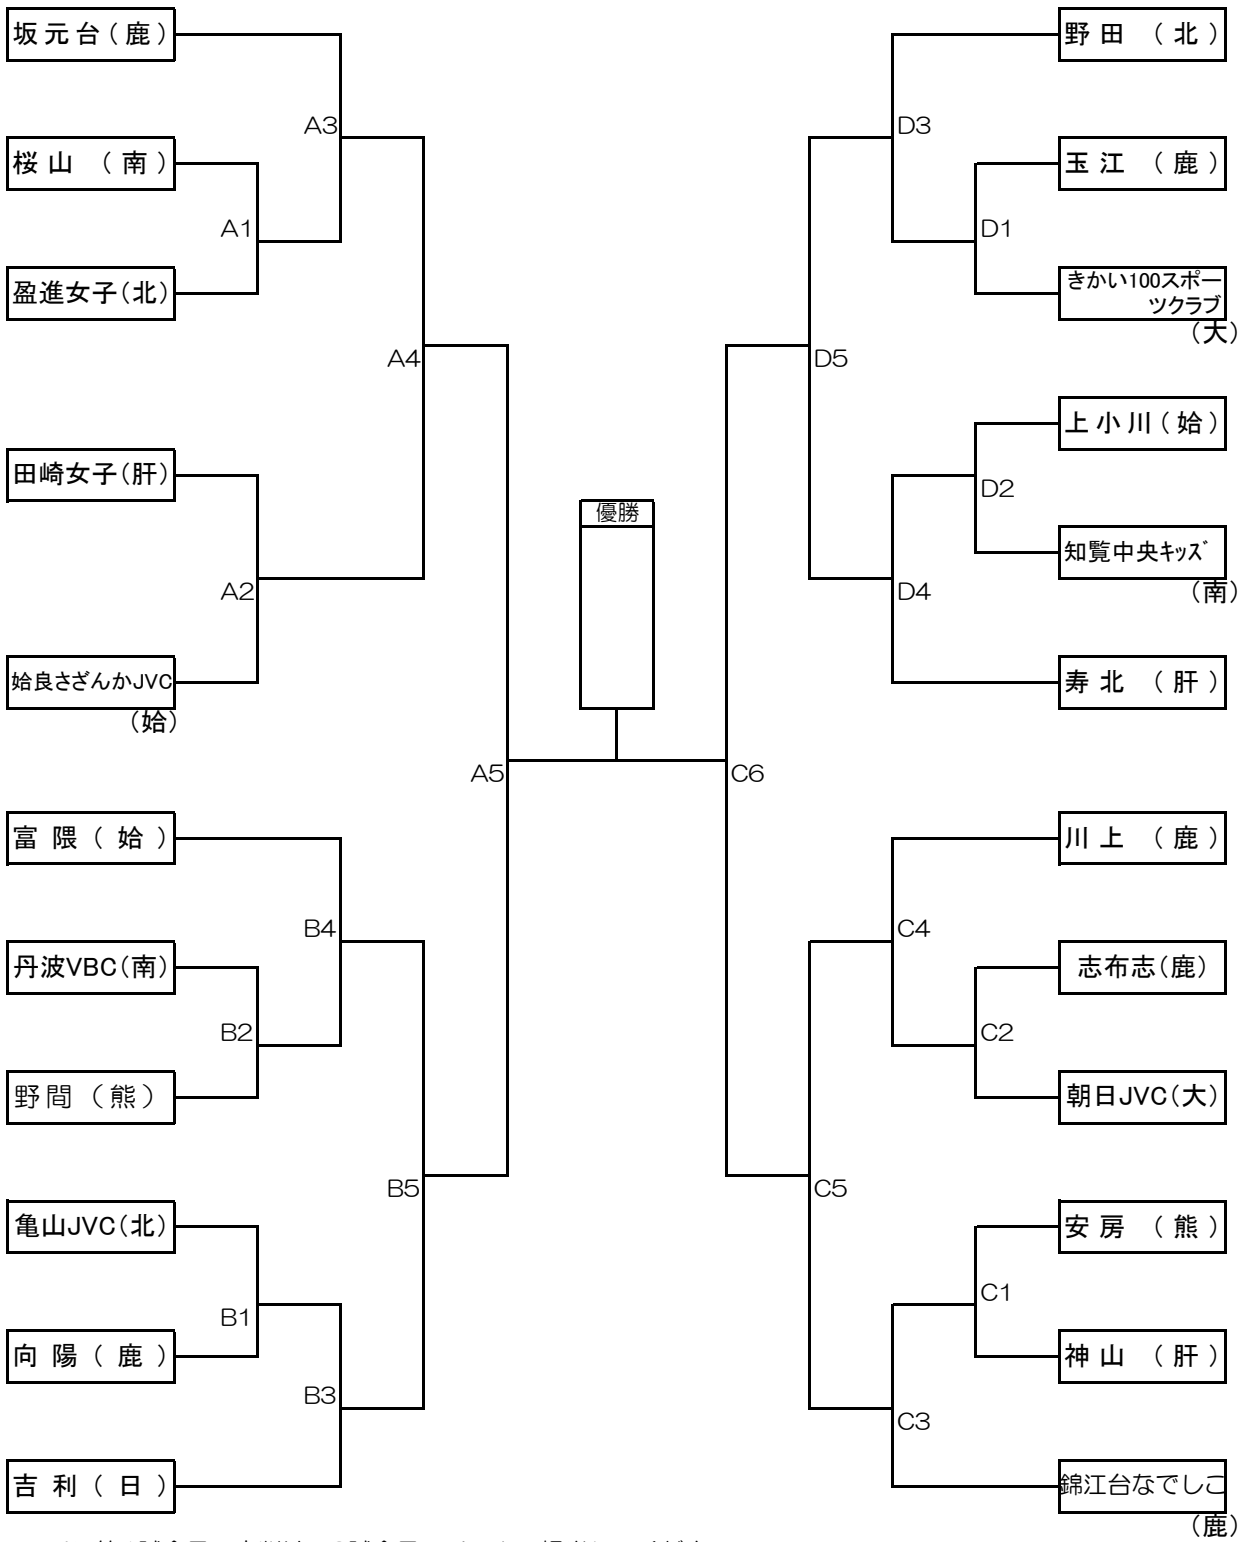 坂元台(鹿)
A3
桜山 (南)
A1
盈進女子(北)
A4
田崎女子(肝)
A2
姶良さざんかJVC
(姶)
A5
富隈(姶)
B4
丹波VBC(南)
B2
野間(熊)
B5
亀山JVC(北)
B1
向陽(鹿)
B3
吉利(日)
優勝
野田 (北)
D3
玉江 (鹿)
D1
きかい100スポー
ツクラブ
(大)
D5
上小川(姶)
D2
知覧中央ｷｯｽﾞ
(南)
D4
寿北 (肝)
C6
川上 (鹿)
C4
志布志(鹿)
C2
朝日JVC(大)
C5
安房 (熊)
C1
神山 (肝)
C3
錦江台なでしこ
(鹿)